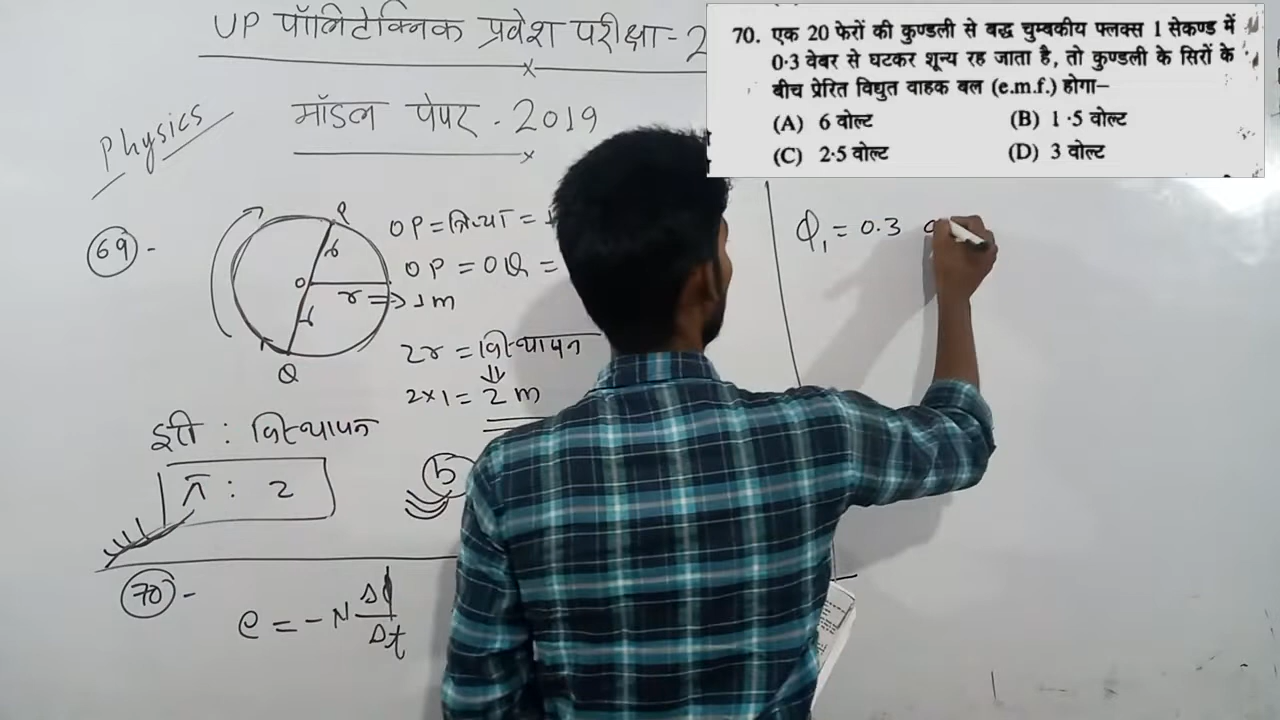 UP पॉलिटेक्निक प्रवेश परीक्षा-2
मॉडल पेपर - 2019
Physics
70. एक 20 फेरों की कुण्डली से बद्ध चुम्बकीय फ्लक्स 1 सेकण्ड में
0·3 वेबर से घटकर शून्य रह जाता है, तो कुण्डली के सिरों के
बीच प्रेरित विद्युत वाहक बल (e.m.f.) होगा–
(A) 6 वोल्ट (B) 1·5 वोल्ट
(C) 2·5 वोल्ट (D) 3 वोल्ट
69 -
P
r
O
r => 1m
r
Q
OP = त्रिज्या =
OP = OQ =
2r = विस्थापन
2×1 = 2 m
दूरी : विस्थापन
π : 2
b
70 -
e = - N Δϕ/Δt
ϕ₁ = 0.3